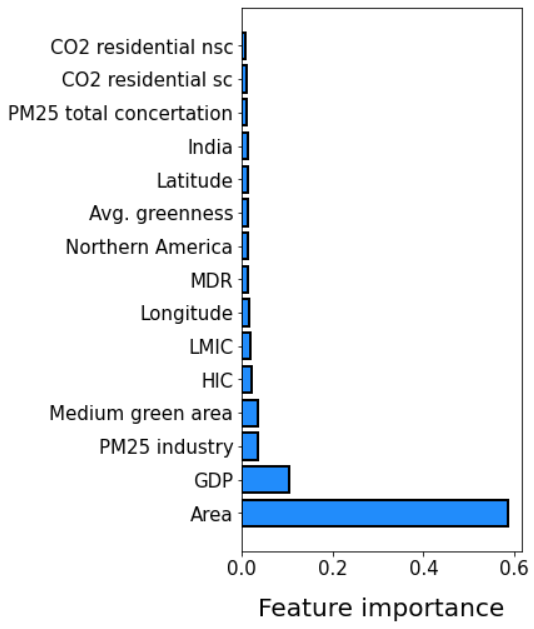 CO2 residential nsc
CO2 residential sc
PM25 total concertation
India
Latitude
Avg. greenness
Northern America
MDR
Longitude
LMIC
HIC
Medium green area
PM25 industry
GDP
Area
0.0 0.2 0.4 0.6
Feature importance